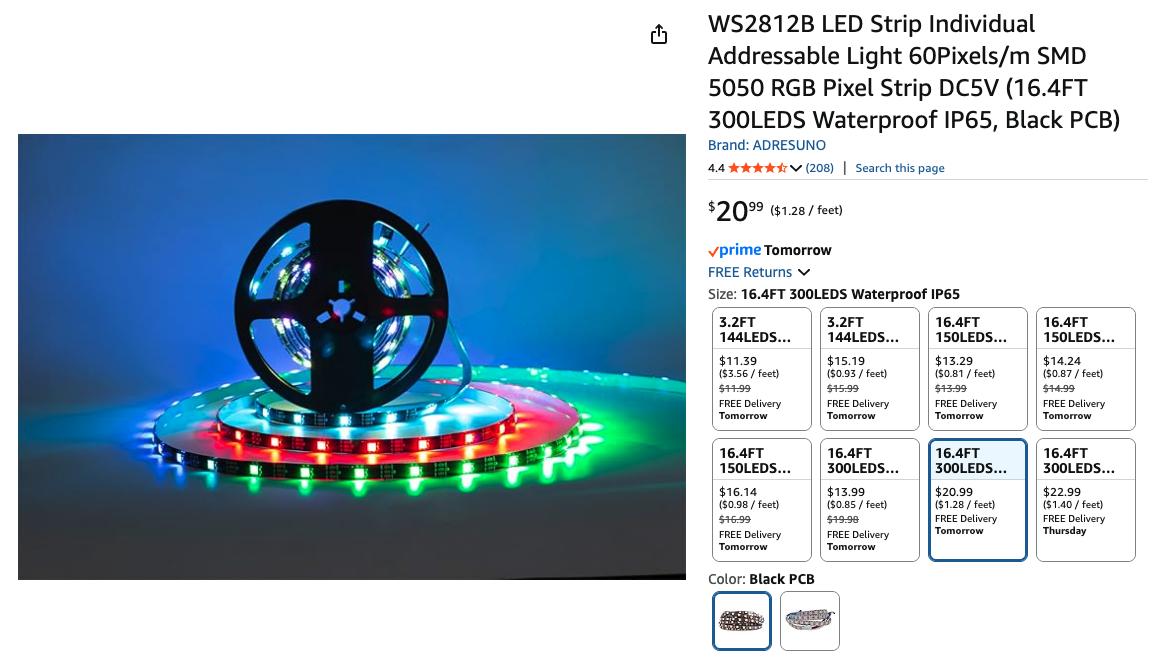 WS2812B LED Strip Individual
Addressable Light 60Pixels/m SMD
5050 RGB Pixel Strip DC5V (16.4FT
300LEDS Waterproof IP65, Black PCB)
Brand: ADRESUNO
4.4 (208) | Search this page
$20.99 ($1.28 / feet)
prime Tomorrow
FREE Returns
Size: 16.4FT 300LEDS Waterproof IP65
3.2FT
144LEDS...
$11.39
($3.56 / feet)
$11.99
FREE Delivery
Tomorrow
3.2FT
144LEDS...
$15.19
($0.93 / feet)
$15.99
FREE Delivery
Tomorrow
16.4FT
150LEDS...
$13.29
($0.81 / feet)
$13.99
FREE Delivery
Tomorrow
16.4FT
150LEDS...
$14.24
($0.87 / feet)
$14.99
FREE Delivery
Tomorrow
16.4FT
150LEDS...
$16.14
($0.98 / feet)
$16.99
FREE Delivery
Tomorrow
16.4FT
300LEDS...
$13.99
($0.85 / feet)
$19.98
FREE Delivery
Tomorrow
16.4FT
300LEDS...
$20.99
($1.28 / feet)
FREE Delivery
Tomorrow
16.4FT
300LEDS...
$22.99
($1.40 / feet)
FREE Delivery
Thursday
Color: Black PCB